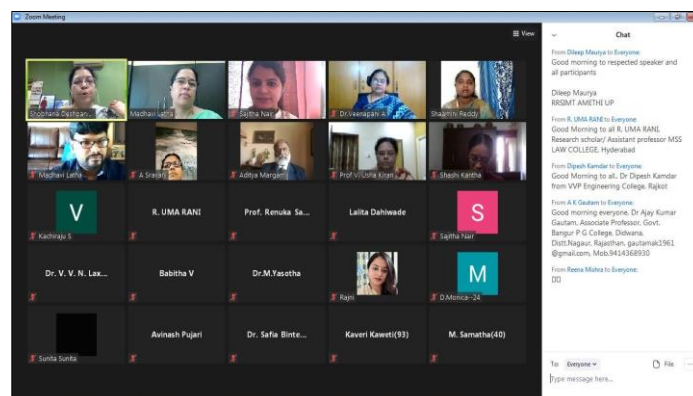 Zoom Meeting
View
Shobhana Deshpan...
Madhavi Latha
Sajitha Nair
Dr.Veerapani A
Shaamini Reddy
Madhavi Latha
A Sravan
Aditya Margam
Prof V. Usha Kiran
Shashi Kantha
V
R. UMA RANI
Prof. Renuka Sa...
Lalita Dahiwade
S
Kachiraju S
Sajitha Nair
Dr. V. V. N. Lax...
Babitha V
Dr.M.Yasotha
M
Rajni
D.Monica--24
Avinash Pujari
Dr. Safia Binte...
Kaveri Kaweti(93)
M. Samatha(40)
Sunita Sunita
Chat
From Dileep Maurya to Everyone:
Good morning to respected speaker and
all participants
Dileep Maurya
RRSIMT AMETHI UP
From R. UMA RANI to Everyone:
Good Morning to all R. UMA RANI,
Research scholar/ Assistant professor MSS
LAW COLLEGE, Hyderabad
From Dipesh Kamdar to Everyone:
Good Morning to all.. Dr Dipesh Kamdar
from VVP Engineering College, Rajkot
From A K Gautam to Everyone:
Good morning everyone. Dr Ajay Kumar
Gautam, Associate Professor, Govt.
Bangur P G College, Didwana,
Distt.Nagaur, Rajasthan, gautamak1961
@gmail.com, Mob.9414368930
From Reena Mishra to Everyone:
To: Everyone
File
Type message here...